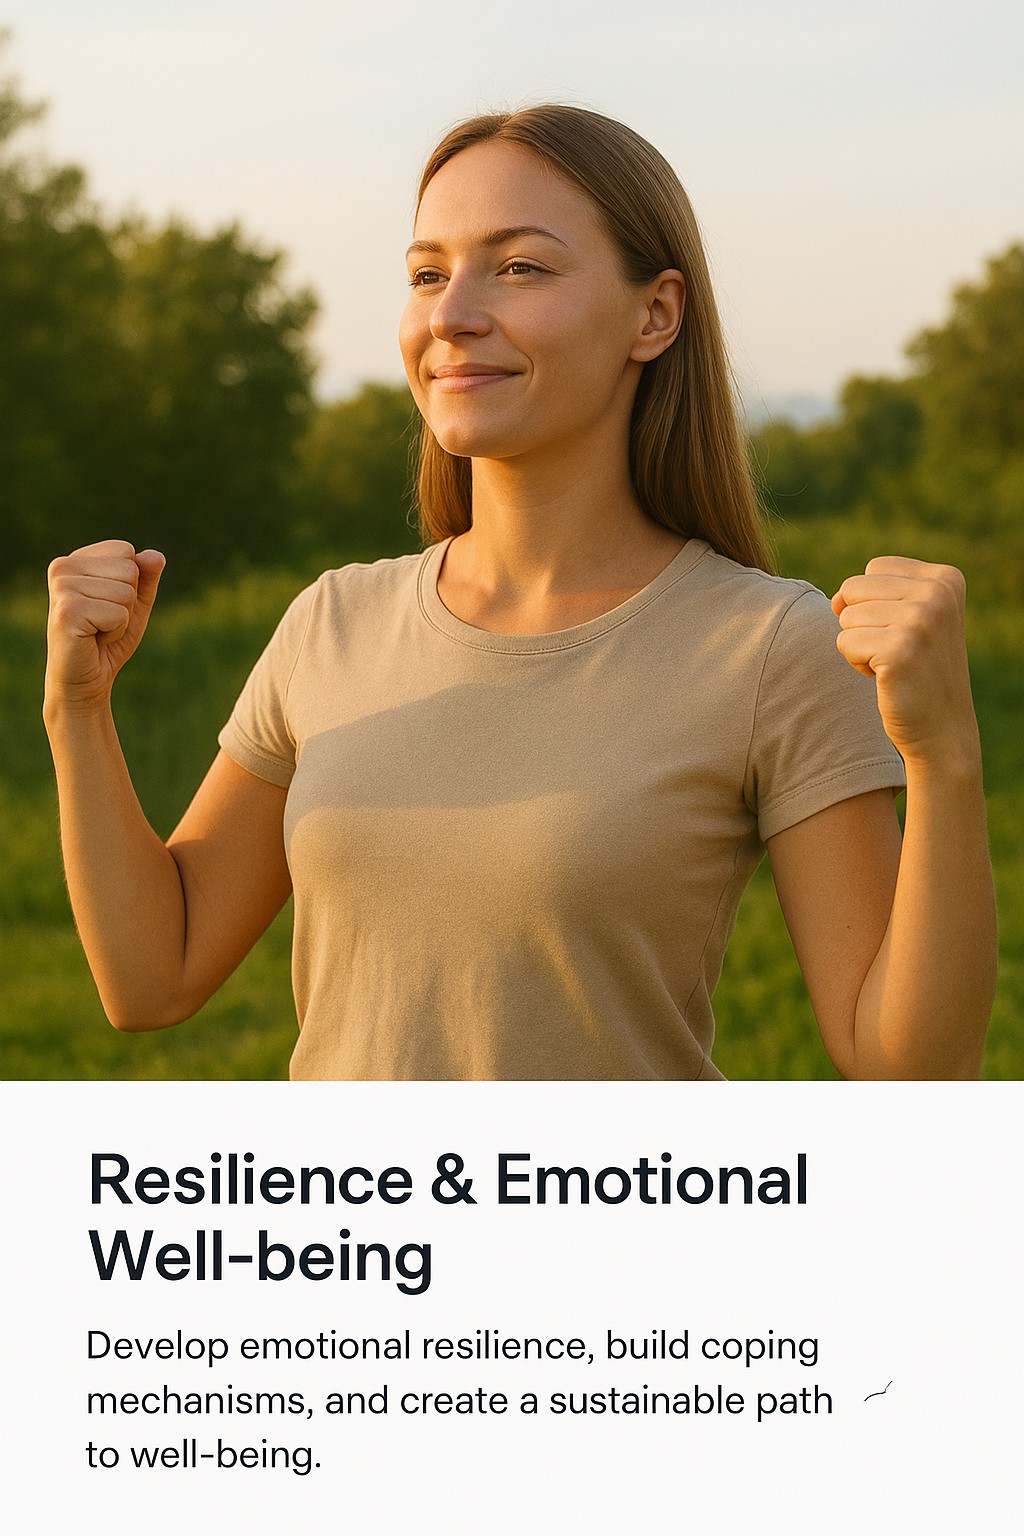 Resilience & Emotional
Well-being
Develop emotional resilience, build coping
mechanisms, and create a sustainable path
to well-being.